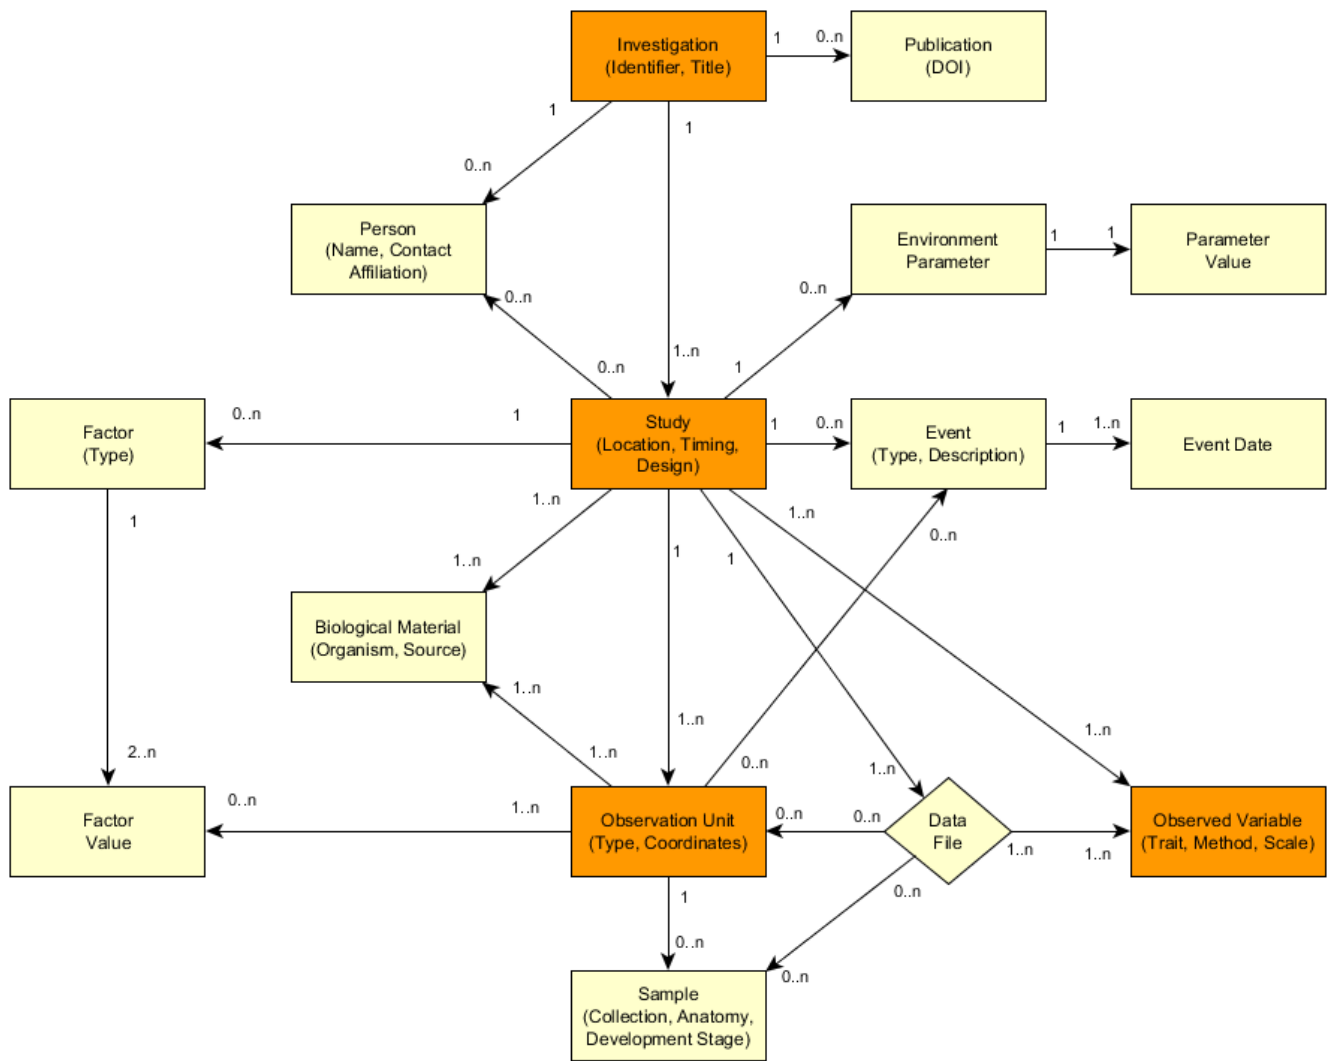 Investigation
(Identifier, Title)
1
0..n
Publication
(DOI)
1
1
0..n
Person
(Name, Contact
Affiliation)
Environment
Parameter
1
1
Parameter
Value
0..n
0..n
0..n
1..n
1
0..n
Factor
(Type)
0..n
1
Study
(Location, Timing,
Design)
1
0..n
Event
(Type, Description)
1
1..n
Event Date
1
1..n
1..n
1
1
1..n
0..n
Biological Material
(Organism, Source)
1..n
1..n
1..n
2..n
1..n
0..n
1..n
1..n
Factor
Value
0..n
1..n
Observation Unit
(Type, Coordinates)
0..n
0..n
Data
File
1..n
1..n
Observed Variable
(Trait, Method, Scale)
1
0..n
0..n
0..n
Sample
(Collection, Anatomy,
Development Stage)